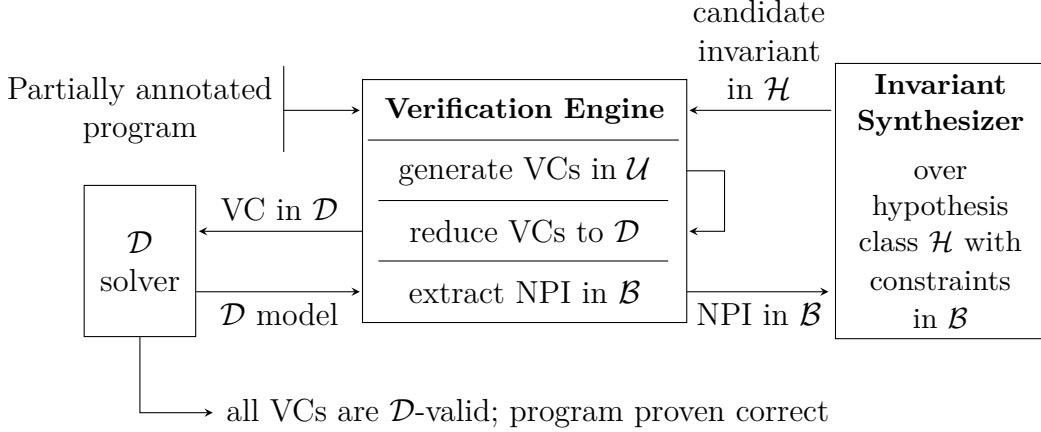 candidate
invariant
in ℋ
Partially annotated
program
Verification Engine
generate VCs in 𝒰
reduce VCs to 𝒟
extract NPI in ℬ
Invariant
Synthesizer
over
hypothesis
class ℋ with
constraints
in ℬ
VC in 𝒟
𝒟
solver
𝒟 model
NPI in ℬ
all VCs are 𝒟-valid; program proven correct